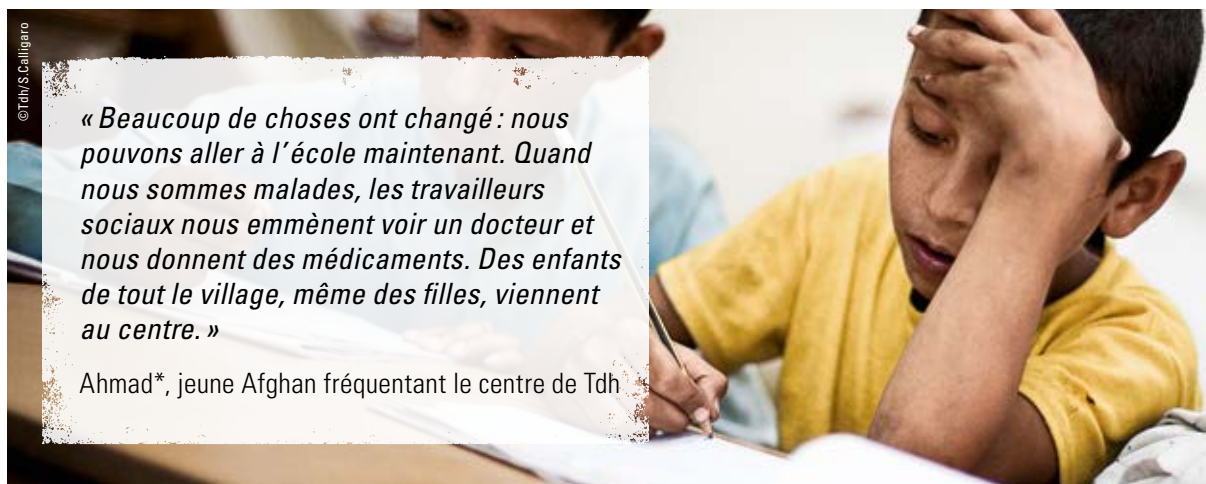 ©Tdh/S.Calligaro
« Beaucoup de choses ont changé : nous
pouvons aller à l’école maintenant. Quand
nous sommes malades, les travailleurs
sociaux nous emmènent voir un docteur et
nous donnent des médicaments. Des enfants
de tout le village, même des filles, viennent
au centre. »
Ahmad*, jeune Afghan fréquentant le centre de Tdh